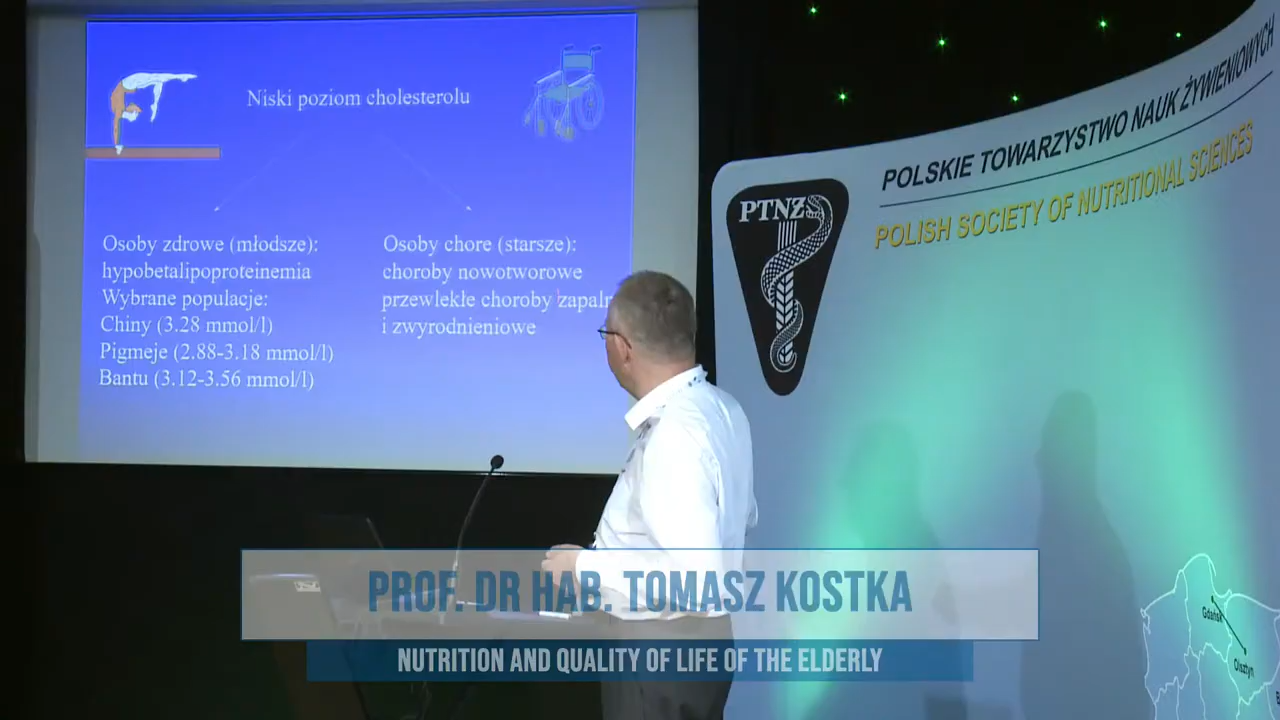 Niski poziom cholesterolu
Osoby zdrowe (młodsze):
hypobetalipoproteinemia
Wybrane populacje:
Chiny (3.28 mmol/l)
Pigmeje (2.88-3.18 mmol/l)
Bantu (3.12-3.56 mmol/l)
Osoby chore (starsze):
choroby nowotworowe
przewlekłe choroby zapaln
i zwyrodnieniowe
POLSKIE TOWARZYSTWO NAUK ŻYWIENIOWYCH
POLISH SOCIETY OF NUTRITIONAL SCIENCES
PTNŻ
Gdańsk
Olsztyn
PROF. DR HAB. TOMASZ KOSTKA
NUTRITION AND QUALITY OF LIFE OF THE ELDERLY